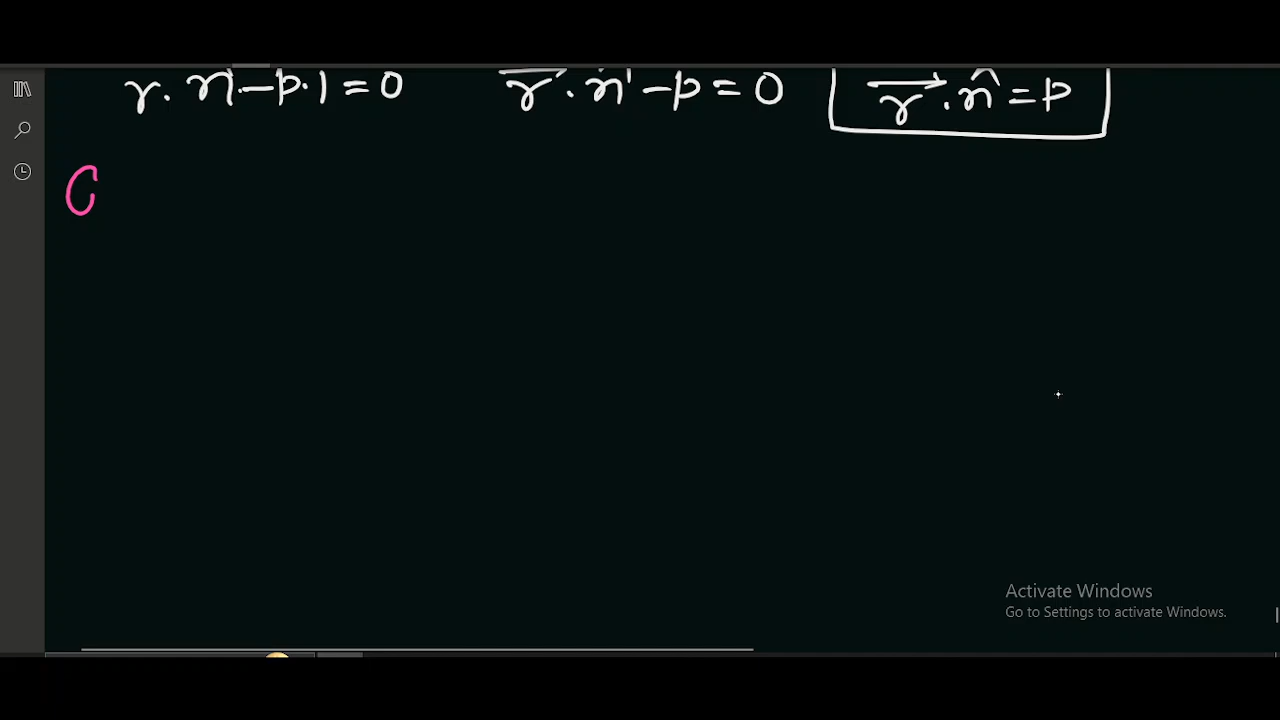 r. n̂ - p.1 = 0    r⃗ . n̂ - p = 0    r⃗ . n̂ = p
C
Activate Windows
Go to Settings to activate Windows.